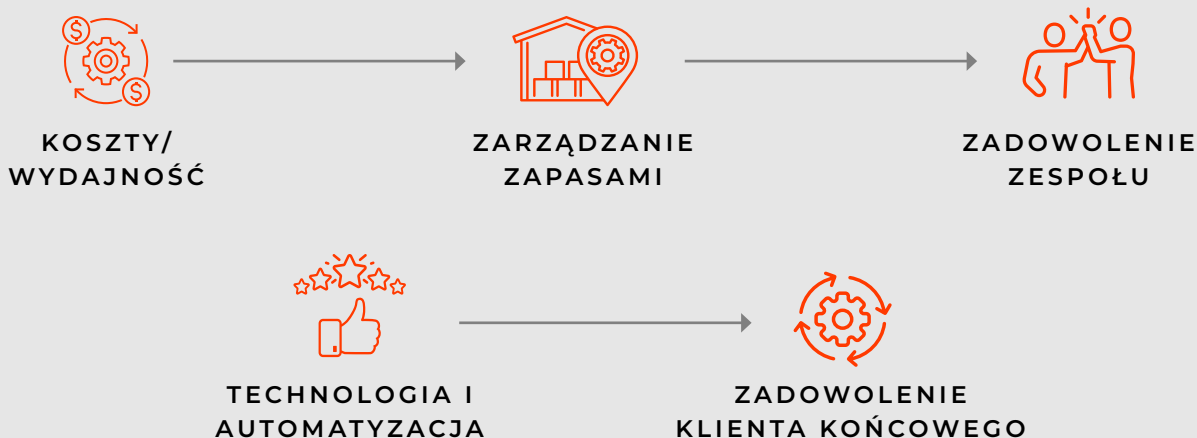 KOSZTY/
WYDAJNOŚĆ
ZARZĄDZANIE
ZAPASAMI
ZADOWOLENIE
ZESPOŁU
TECHNOLOGIA I
AUTOMATYZACJA
ZADOWOLENIE
KLIENTA KOŃCOWEGO